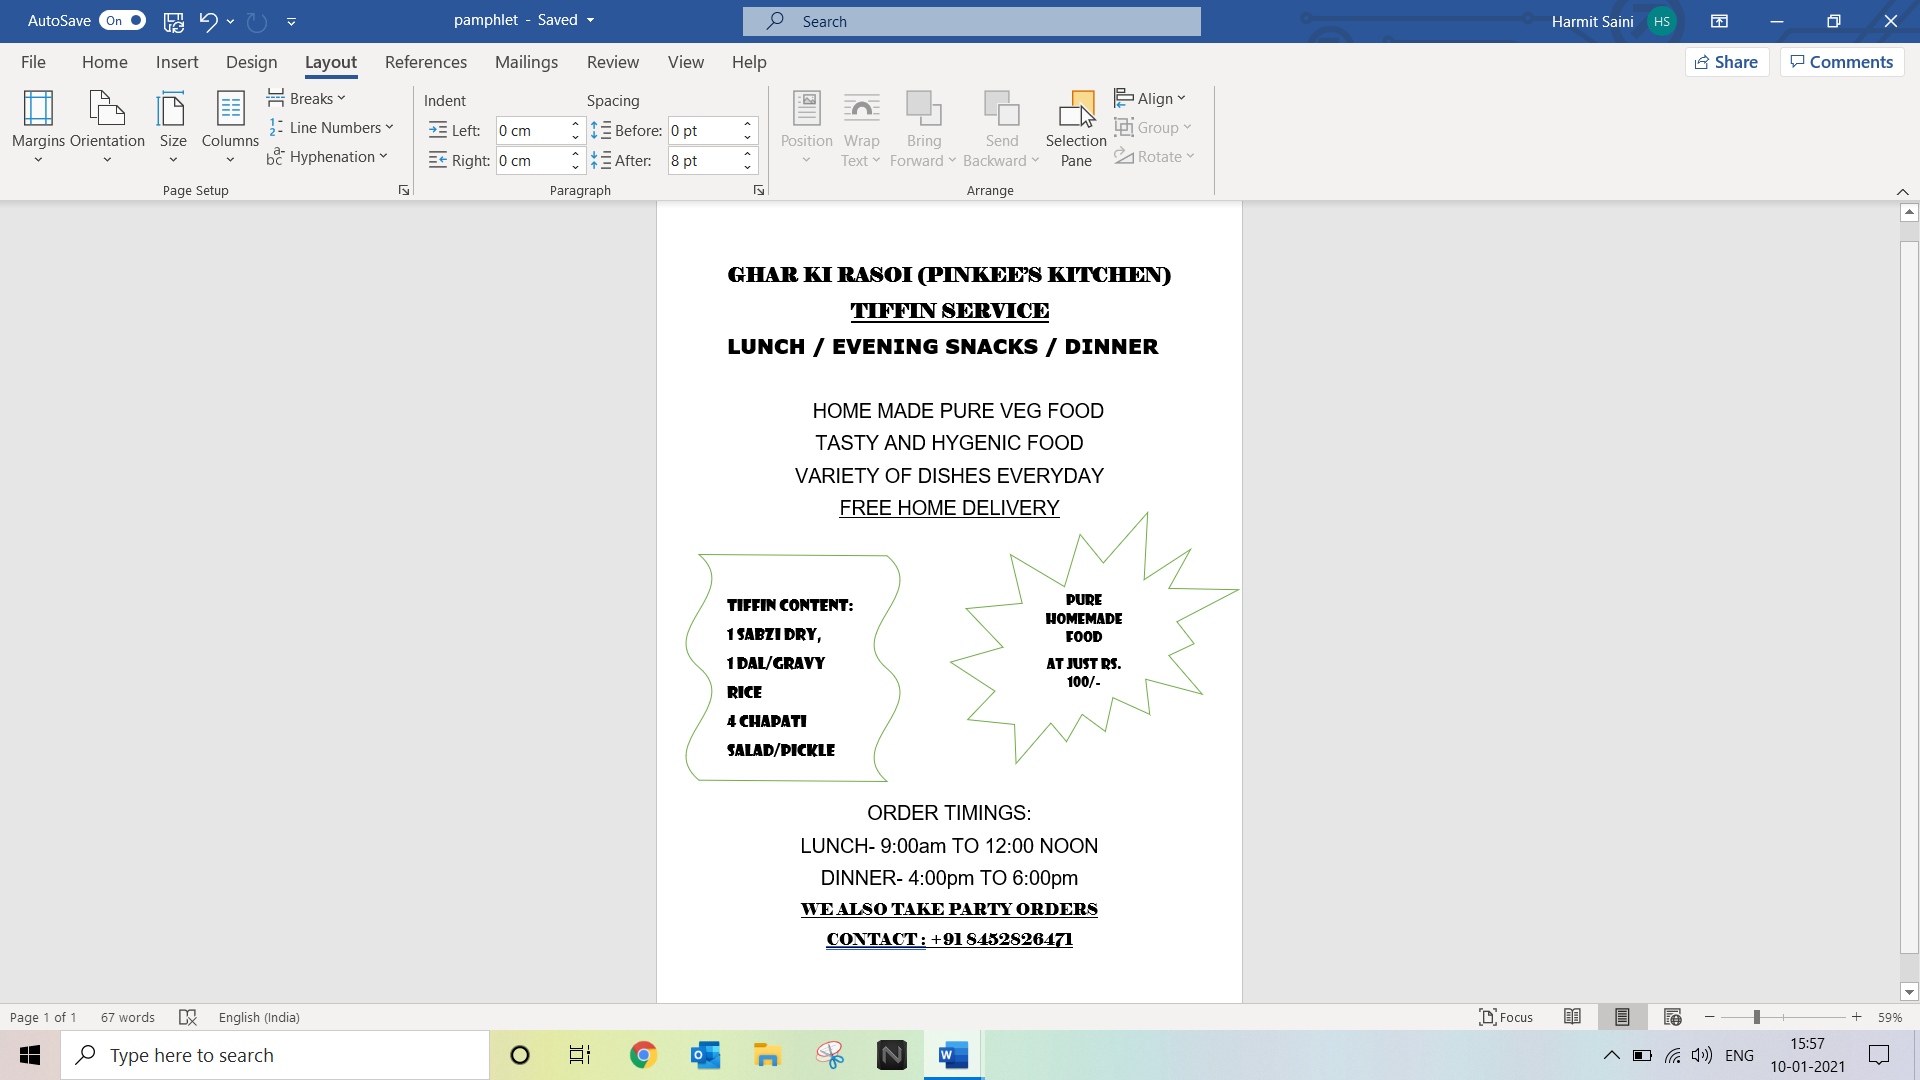 AutoSave On pamphlet - Saved Search Harmit Saini HS
File Home Insert Design Layout References Mailings Review View Help Share Comments
Margins Orientation Size Columns
Breaks
Line Numbers
Hyphenation
Page Setup
Indent
Left: 0 cm
Right: 0 cm
Spacing
Before: 0 pt
After: 8 pt
Paragraph
Position
Wrap Text
Bring Forward
Send Backward
Selection Pane
Align
Group
Rotate
Arrange
GHAR KI RASOI (PINKEE’S KITCHEN)
TIFFIN SERVICE
LUNCH / EVENING SNACKS / DINNER
HOME MADE PURE VEG FOOD
TASTY AND HYGENIC FOOD
VARIETY OF DISHES EVERYDAY
FREE HOME DELIVERY
TIFFIN CONTENT:
1 SABZI DRY,
1 DAL/GRAVY
RICE
4 CHAPATI
SALAD/PICKLE
PURE
HOMEMADE
FOOD
AT JUST RS.
100/-
ORDER TIMINGS:
LUNCH- 9:00am TO 12:00 NOON
DINNER- 4:00pm TO 6:00pm
WE ALSO TAKE PARTY ORDERS
CONTACT : +91 8452826471
Page 1 of 1 67 words English (India) Focus 59%
Type here to search ENG 15:57
10-01-2021